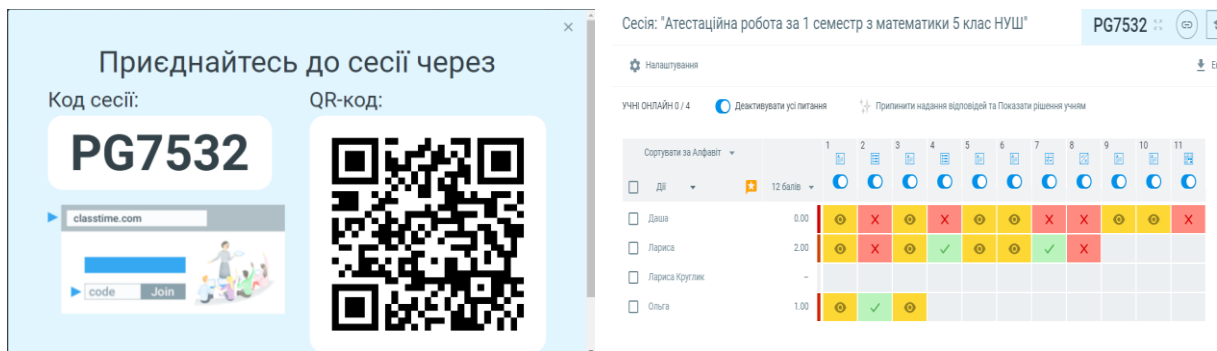 Приєднайтесь до сесії через
Код сесії:
QR-код:
PG7532
classtime.com
code Join
Сесія: "Атестаційна робота за 1 семестр з математики 5 клас НУШ"
PG7532
Налаштування
УЧНІ ОНЛАЙН 0 / 4
Деактивувати усі питання
Припинити надання відповідей та Показати рішення учням
Сортувати за Алфавіт
1 2 3 4 5 6 7 8 9 10 11
Дії
12 балів
Даша 0.00
Лариса 2.00
Лариса Круглик –
Ольга 1.00